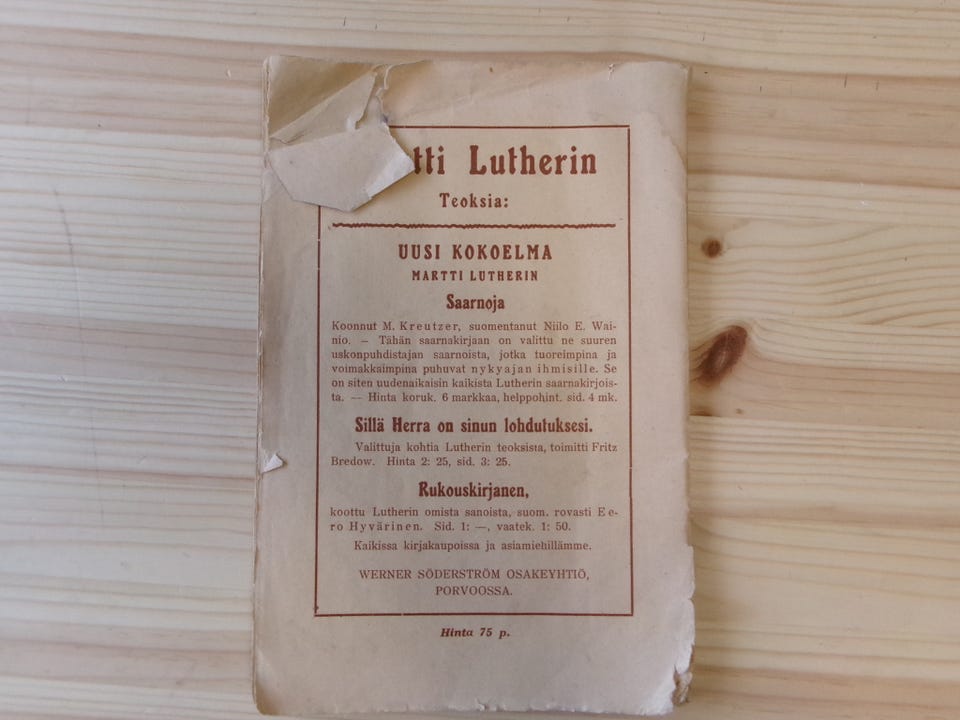 tti Lutherin
Teoksia:
UUSI KOKOELMA
MARTTI LUTHERIN
Saarnoja
Koonnut M. Kreutzer, suomentanut Niilo E. Wai-
nio. — Tähän saarnakirjaan on valittu ne suuren
uskonpuhdistajan saarnoista, jotka tuoreimpina ja
voimakkaimpina puhuvat nykyajan ihmisille. Se
on siten uudenaikaisin kaikista Lutherin saarnakirjois-
ta. — Hinta koruk. 6 markkaa, helppohint. sid. 4 mk.
Sillä Herra on sinun lohdutuksesi.
Valittuja kohtia Lutherin teoksista, toimitti Fritz
Bredow. Hinta 2: 25, sid. 3: 25.
Rukouskirjanen,
koottu Lutherin omista sanoista, suom. rovasti Ee-
ro Hyvärinen. Sid. 1: —, vaatek. 1: 50.
Kaikissa kirjakaupoissa ja asiamiehillämme.
WERNER SÖDERSTRÖM OSAKEYHTIÖ,
PORVOOSSA.
Hinta 75 p.